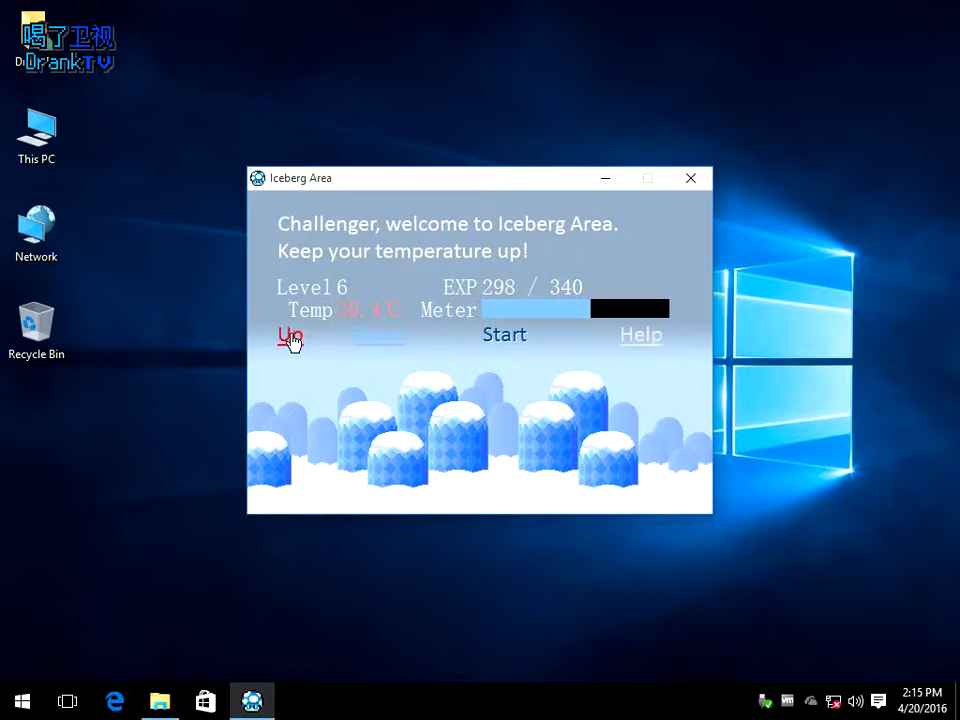 喝了卫视
DrankTV
This PC
Network
Recycle Bin
Iceberg Area
Challenger, welcome to Iceberg Area.
Keep your temperature up!
Level 6 EXP 298 / 340
Temp Meter
Up Start Help
2:15 PM
4/20/2016